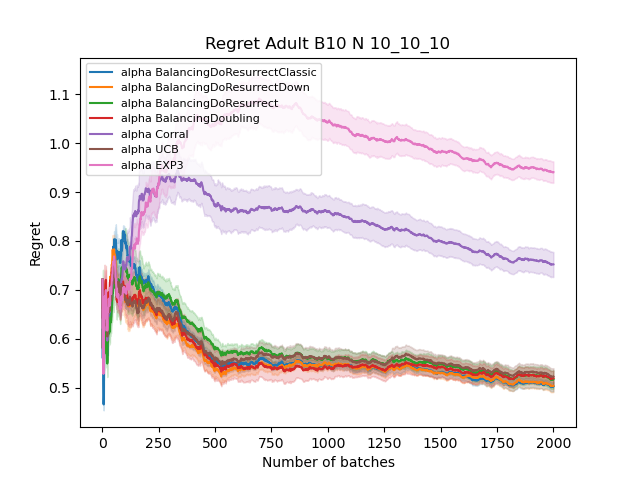 Regret Adult B10 N 10_10_10
alpha BalancingDoResurrectClassic
alpha BalancingDoResurrectDown
alpha BalancingDoResurrect
alpha BalancingDoubling
alpha Corral
alpha UCB
alpha EXP3
Regret
1.1
1.0
0.9
0.8
0.7
0.6
0.5
0 250 500 750 1000 1250 1500 1750 2000
Number of batches